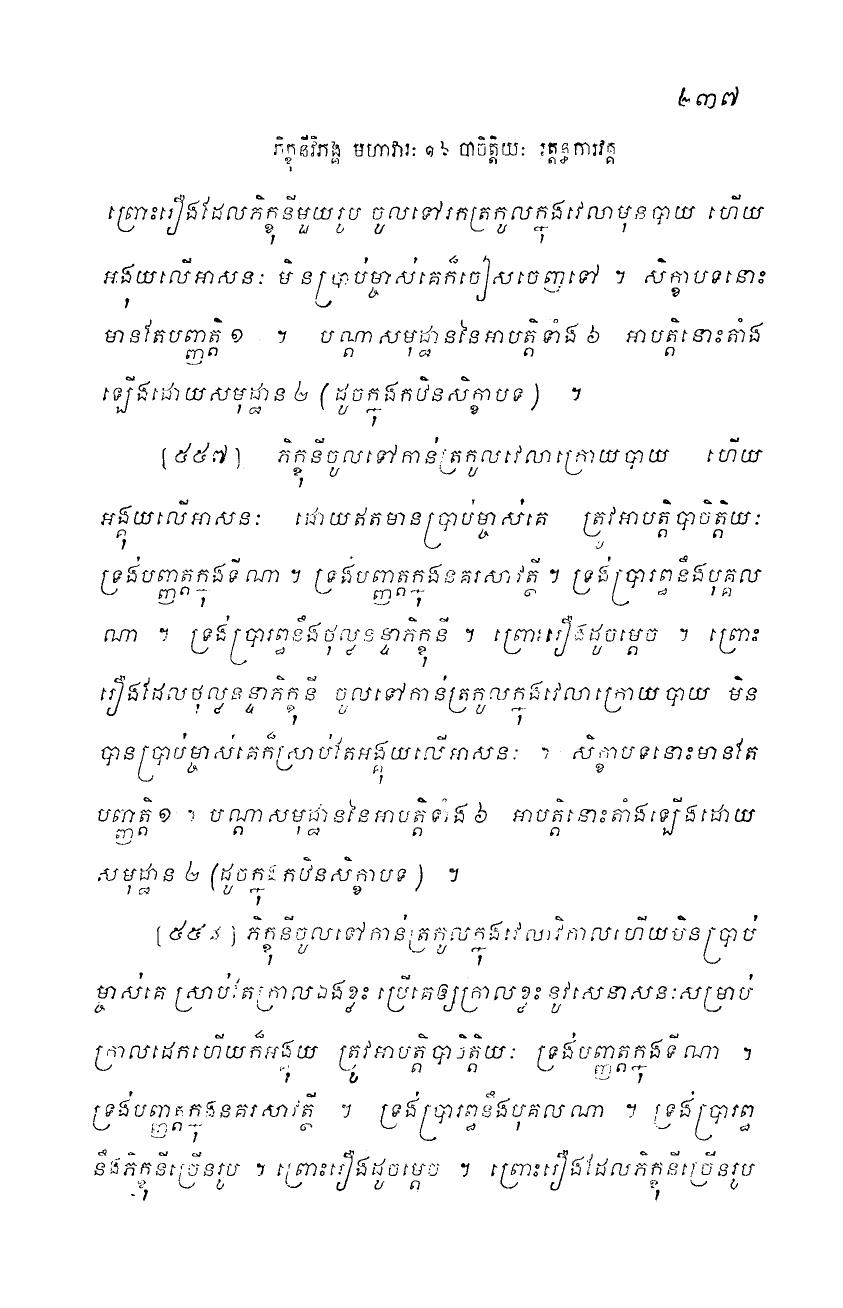 ២៣៧
ភិក្ខុនីវិភង្គ មហាវារៈ ១៦ បាចិត្តិយៈ រត្តន្ធការវគ្គ
ព្រោះរឿងដែលភិក្ខុនីមួយរូប ចូលទៅរកត្រកូលក្នុងវេលាមុនបាយ ហើយ
អង្គុយលើអាសនៈ មិនប្រាប់ម្ចាស់គេក៏ចៀសចេញទៅ ។ សិក្ខាបទនោះ
មានតែបញ្ញត្តិ ១ ។ បណ្តាសមុដ្ឋាននៃអាបត្តិទាំង ៦ អាបត្តិនោះតាំង
ឡើងដោយសមុដ្ឋាន ២ (ដូចក្នុងកឋិនសិក្ខាបទ) ។
[៥៥៧] ភិក្ខុនីចូលទៅកាន់ត្រកូលវេលាក្រោយបាយ ហើយ
អង្គុយលើអាសនៈ ដោយឥតមានប្រាប់ម្ចាស់គេ ត្រូវអាបត្តិបាចិត្តិយៈ
ទ្រង់បញ្ញត្តក្នុងទីណា ។ ទ្រង់បញ្ញត្តក្នុងនគរសាវត្ថី ។ ទ្រង់ប្រារព្ធនឹងបុគ្គល
ណា ។ ទ្រង់ប្រារព្ធនឹងថុល្លនន្ទាភិក្ខុនី ។ ព្រោះរឿងដូចម្តេច ។ ព្រោះ
រឿងដែលថុល្លនន្ទាភិក្ខុនី ចូលទៅកាន់ត្រកូលក្នុងវេលាក្រោយបាយ មិន
បានប្រាប់ម្ចាស់គេក៏ស្រាប់តែអង្គុយលើអាសនៈ ។ សិក្ខាបទនោះមានតែ
បញ្ញត្តិ ១ ។ បណ្តាសមុដ្ឋាននៃអាបត្តិទាំង ៦ អាបត្តិនោះតាំងឡើងដោយ
សមុដ្ឋាន ២ (ដូចក្នុងកឋិនសិក្ខាបទ) ។
[៥៥៨] ភិក្ខុនីចូលទៅកាន់ត្រកូលក្នុងវេលាវិកាលហើយមិនប្រាប់
ម្ចាស់គេ ស្រាប់តែក្រាលឯងខ្លះ ប្រើគេឲ្យក្រាលខ្លះ នូវសេនាសនៈសម្រាប់
ក្រាលដេកហើយក៏អង្គុយ ត្រូវអាបត្តិបាចិត្តិយៈ ទ្រង់បញ្ញត្តក្នុងទីណា ។
ទ្រង់បញ្ញត្តក្នុងនគរសាវត្ថី ។ ទ្រង់ប្រារព្ធនឹងបុគលណា ។ ទ្រង់ប្រារព្ធ
នឹងភិក្ខុនីច្រើនរូប ។ ព្រោះរឿងដូចម្តេច ។ ព្រោះរឿងដែលភិក្ខុនីច្រើនរូប